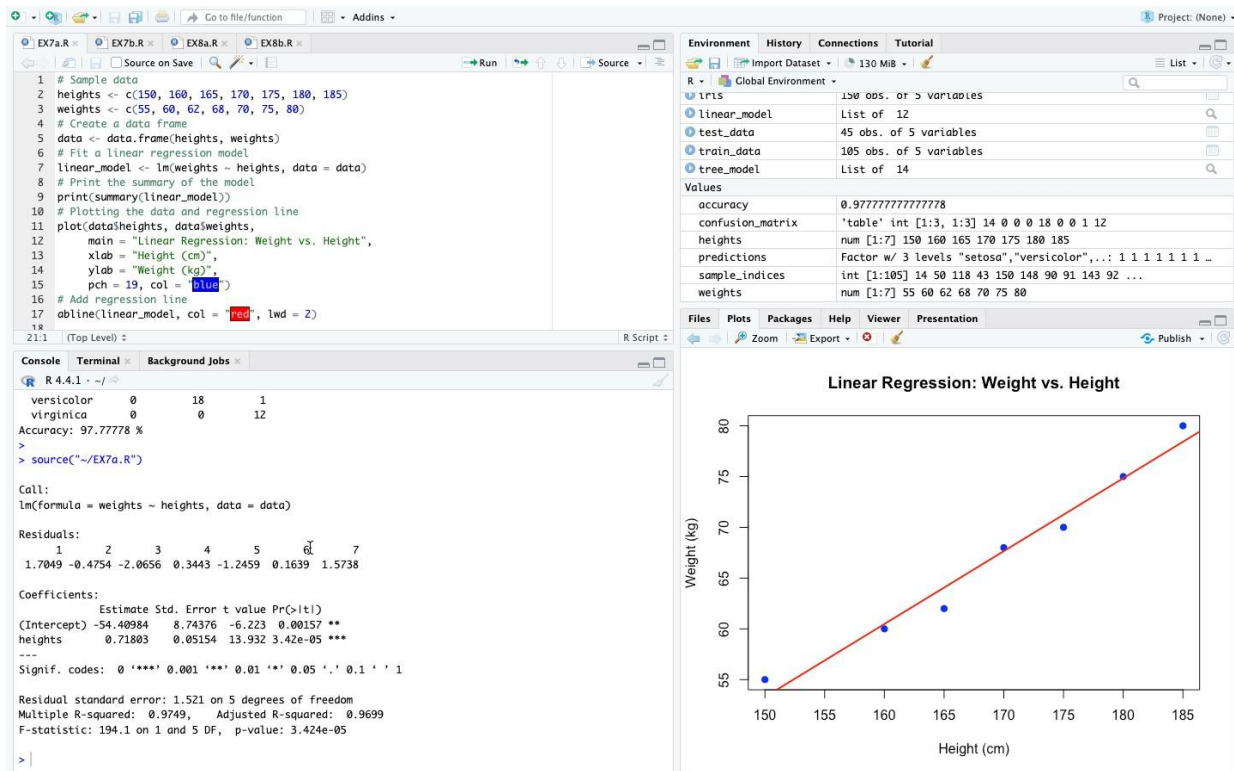 Go to file/function
Addins
Project: (None)
EX7a.R
EX7b.R
EX8a.R
EX8b.R
Source on Save
Run
Source
1 # Sample data
2 heights <- c(150, 160, 165, 170, 175, 180, 185)
3 weights <- c(55, 60, 62, 68, 70, 75, 80)
4 # Create a data frame
5 data <- data.frame(heights, weights)
6 # Fit a linear regression model
7 linear_model <- lm(weights ~ heights, data = data)
8 # Print the summary of the model
9 print(summary(linear_model))
10 # Plotting the data and regression line
11 plot(data$heights, data$weights,
12 main = "Linear Regression: Weight vs. Height",
13 xlab = "Height (cm)",
14 ylab = "Weight (kg)",
15 pch = 19, col = "blue")
16 # Add regression line
17 abline(linear_model, col = "red", lwd = 2)
18
21:1 (Top Level)
R Script
Console Terminal Background Jobs
R 4.4.1 · ~/
versicolor 0 18 1
virginica 0 0 12
Accuracy: 97.77778 %
>
> source("~/EX7a.R")
Call:
lm(formula = weights ~ heights, data = data)
Residuals:
1 2 3 4 5 6 7
1.7049 -0.4754 -2.0656 0.3443 -1.2459 0.1639 1.5738
Coefficients:
Estimate Std. Error t value Pr(>|t|)
(Intercept) -54.40984 8.74376 -6.223 0.00157 **
heights 0.71803 0.05154 13.932 3.42e-05 ***
---
Signif. codes: 0 ‘***’ 0.001 ‘**’ 0.01 ‘*’ 0.05 ‘.’ 0.1 ‘ ’ 1
Residual standard error: 1.521 on 5 degrees of freedom
Multiple R-squared: 0.9749, Adjusted R-squared: 0.9699
F-statistic: 194.1 on 1 and 5 DF, p-value: 3.424e-05
>
Environment History Connections Tutorial
Import Dataset 130 MiB List
R Global Environment
iris 150 obs. of 5 variables
linear_model List of 12
test_data 45 obs. of 5 variables
train_data 105 obs. of 5 variables
tree_model List of 14
Values
accuracy 0.977777777777778
confusion_matrix 'table' int [1:3, 1:3] 14 0 0 0 18 0 0 1 12
heights num [1:7] 150 160 165 170 175 180 185
predictions Factor w/ 3 levels "setosa","versicolor",..: 1 1 1 1 1 1 1 …
sample_indices int [1:105] 14 50 118 43 150 148 90 91 143 92 ...
weights num [1:7] 55 60 62 68 70 75 80
Files Plots Packages Help Viewer Presentation
Zoom Export Publish
Linear Regression: Weight vs. Height
Weight (kg)
80
75
70
65
60
55
150 155 160 165 170 175 180 185
Height (cm)